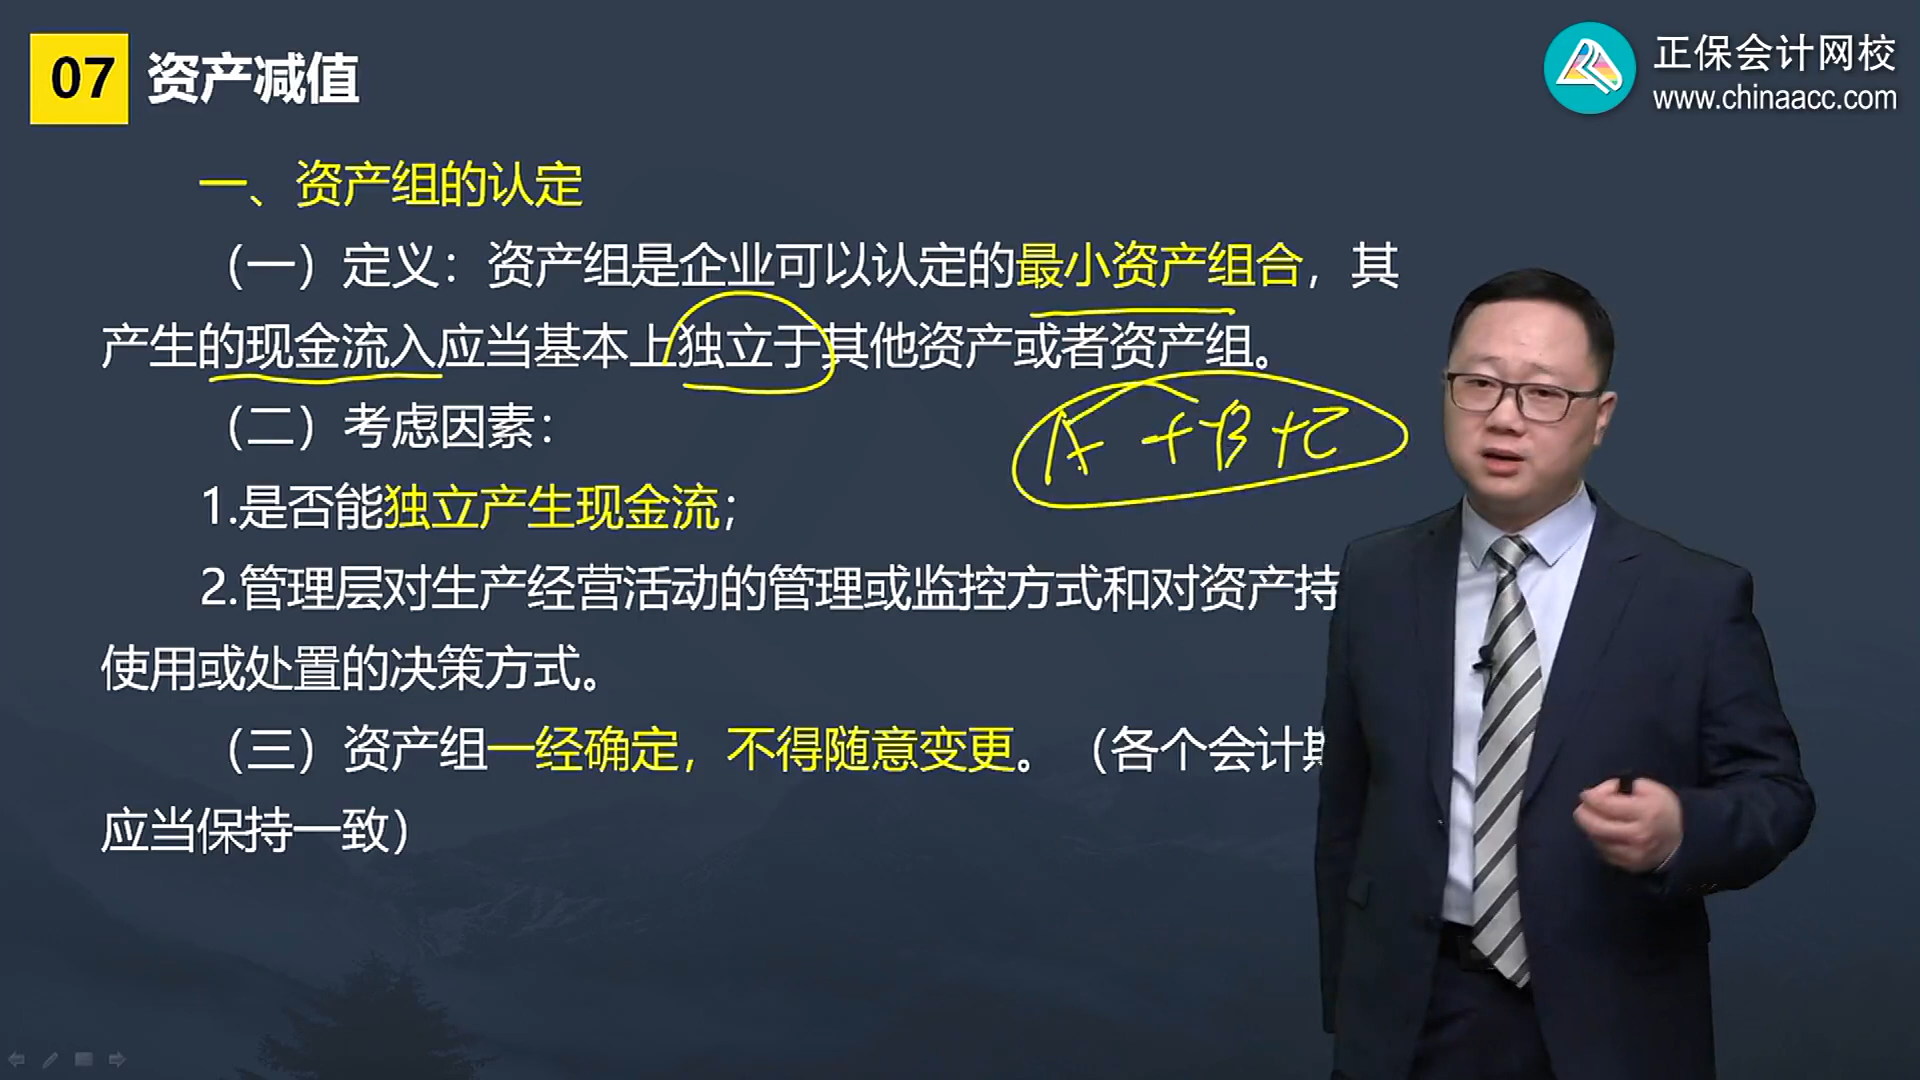 07 资产减值
正保会计网校
www.chinaacc.com
一、资产组的认定
（一）定义：资产组是企业可以认定的最小资产组合，其
产生的现金流入应当基本上独立于其他资产或者资产组。
A+B+C
（二）考虑因素：
1.是否能独立产生现金流；
2.管理层对生产经营活动的管理或监控方式和对资产持
使用或处置的决策方式。
（三）资产组一经确定，不得随意变更。（各个会计期
应当保持一致）